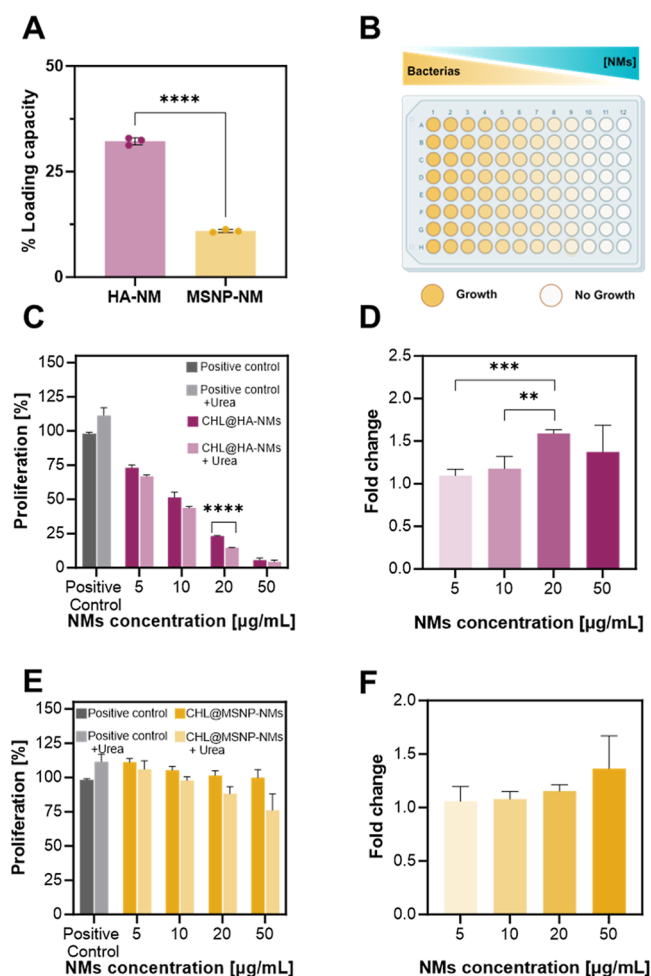 A
50
25
0
% Loading capacity
****
HA-NM
MSNP-NM
B
Bacterias
[NMs]
1 2 3 4 5 6 7 8 9 10 11 12
A
B
C
D
E
F
G
H
Growth
No Growth
C
150
125
100
75
50
25
0
Proliferation [%]
Positive control
Positive control
+Urea
CHL@HA-NMs
CHL@HA-NMs
+ Urea
****
Positive
Control
5
10
20
50
NMs concentration [µg/mL]
D
2.5
2.0
1.5
1.0
0.5
0.0
Fold change
***
**
5
10
20
50
NMs concentration [µg/mL]
E
150
125
100
75
50
25
0
Proliferation [%]
Positive control
Positive control
+Urea
CHL@MSNP-NMs
CHL@MSNP-NMs
+ Urea
Positive
Control
5
10
20
50
NMs concentration [µg/mL]
F
2.0
1.5
1.0
0.5
0.0
Fold change
5
10
20
50
NMs concentration [µg/mL]